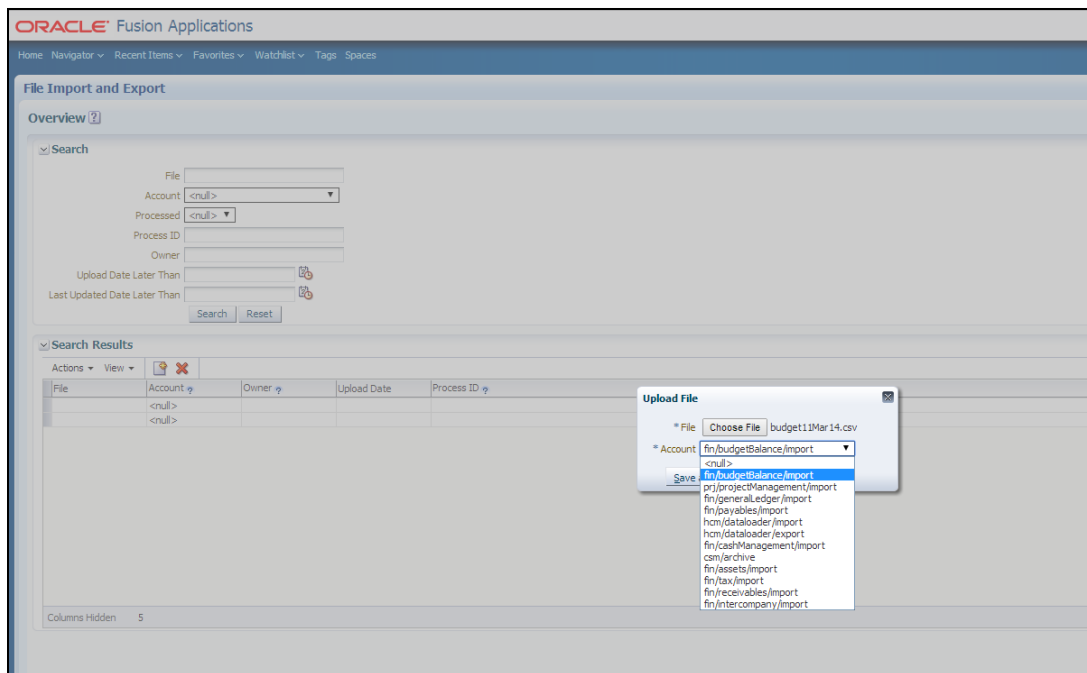 ORACLE Fusion Applications
Home Navigator Recent Items Favorites Watchlist Tags Spaces
File Import and Export
Overview ?
Search
File
Account <null>
Processed <null>
Process ID
Owner
Upload Date Later Than
Last Updated Date Later Than
Search Reset
Search Results
Actions View
File Account ? Owner ? Upload Date Process ID ?
<null>
<null>
Columns Hidden 5
Upload File
* File Choose File budget11Mar14.csv
* Account fin/budgetBalance/import
Save
<null>
fin/budgetBalance/import
prj/projectManagement/import
fin/generalLedger/import
fin/payables/import
hcm/dataloader/import
hcm/dataloader/export
fin/cashManagement/import
csm/archive
fin/assets/import
fin/tax/import
fin/receivables/import
fin/intercompany/import